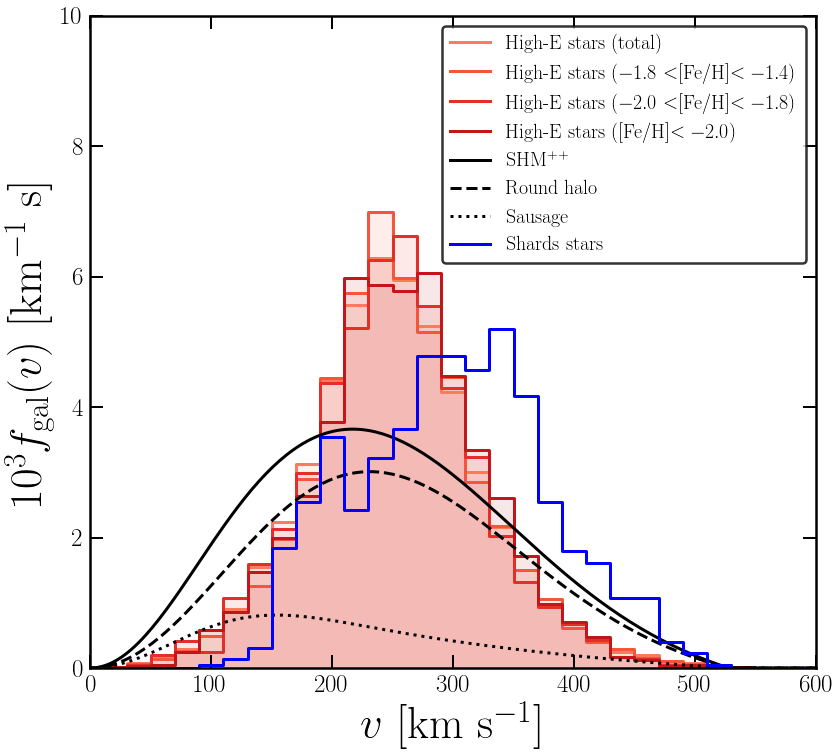 10
8
6
4
2
0
10³f_gal(v) [km⁻¹ s]
High-E stars (total)
High-E stars (−1.8 <[Fe/H]< −1.4)
High-E stars (−2.0 <[Fe/H]< −1.8)
High-E stars ([Fe/H]< −2.0)
SHM⁺⁺
Round halo
Sausage
Shards stars
0 100 200 300 400 500 600
v [km s⁻¹]